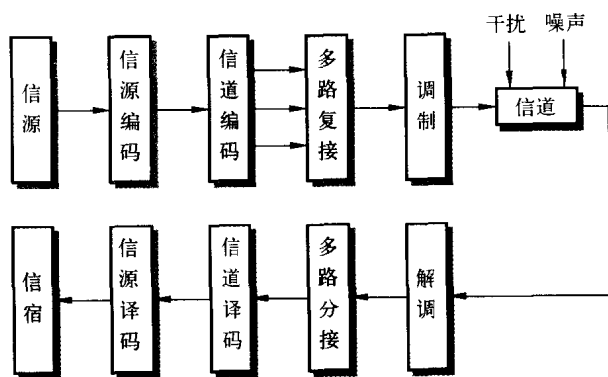 干扰 噪声
信源
信源编码
信道编码
多路复接
调制
信道
信宿
信源译码
信道译码
多路分接
解调